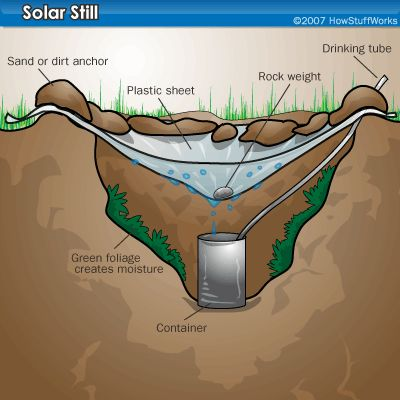 Solar Still
©2007 HowStuffWorks
Drinking tube
Sand or dirt anchor
Rock weight
Plastic sheet
Green foliage
creates moisture
Container